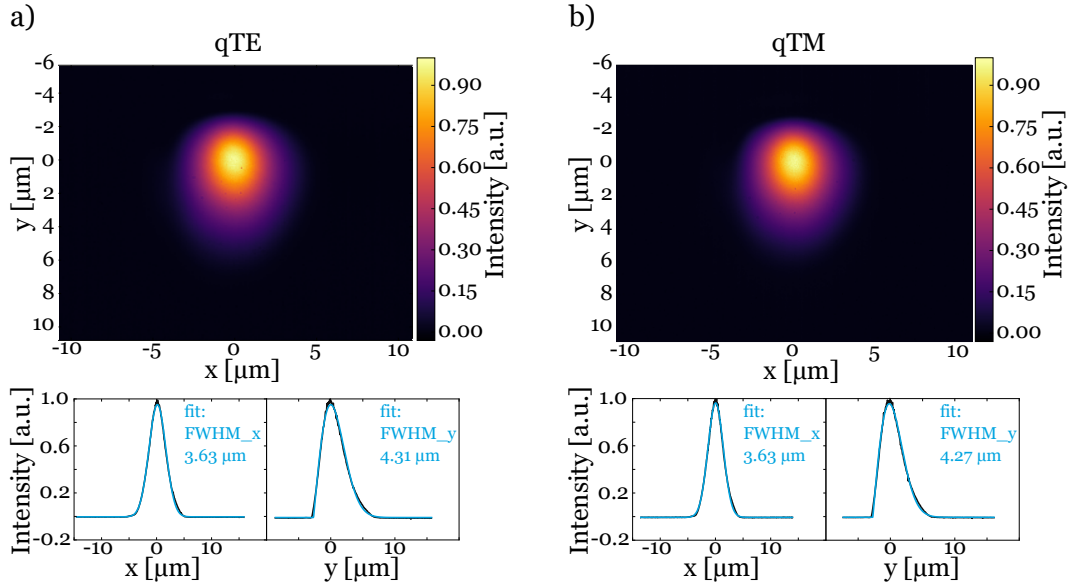 a)
qTE
-6
-4
-2
0
2
4
6
8
10
y [µm]
-10
-5
0
5
10
x [µm]
0.90
0.75
0.60
0.45
0.30
0.15
0.00
Intensity [a.u.]
1.0
0.6
0.2
-0.2
Intensity [a.u.]
fit:
FWHM_x
3.63 µm
-10
0
10
x [µm]
fit:
FWHM_y
4.31 µm
0
10
y [µm]
b)
qTM
-6
-4
-2
0
2
4
6
8
10
y [µm]
-10
-5
0
5
10
x [µm]
0.90
0.75
0.60
0.45
0.30
0.15
0.00
Intensity [a.u.]
1.0
0.6
0.2
-0.2
Intensity [a.u.]
fit:
FWHM_x
3.63 µm
-10
0
10
x [µm]
fit:
FWHM_y
4.27 µm
0
10
y [µm]